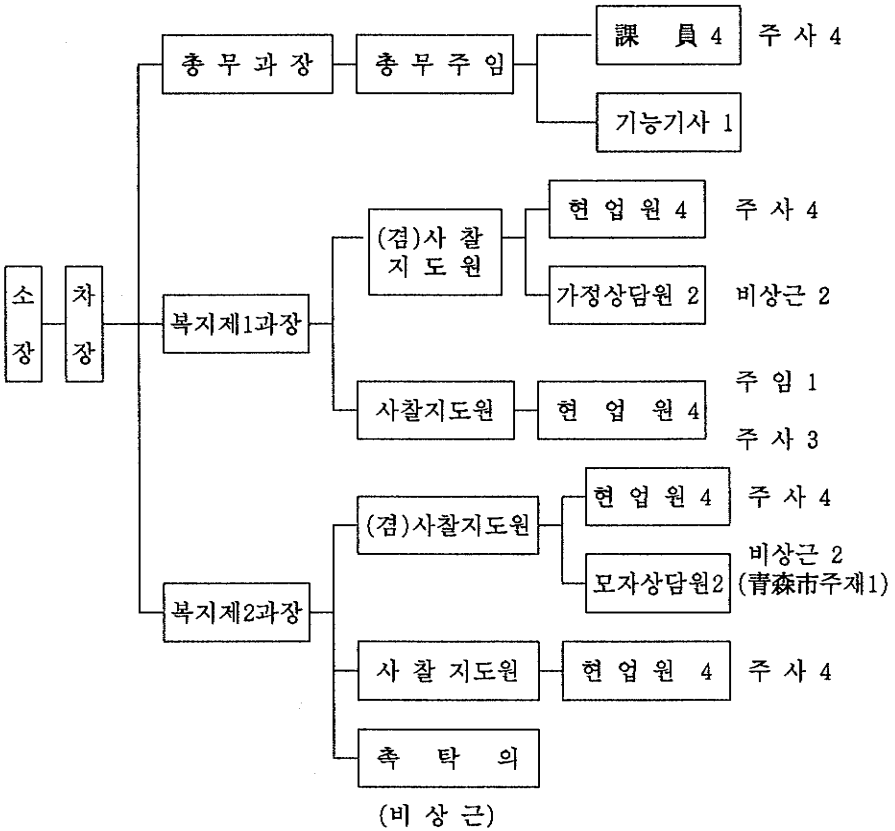 課 員 4 주 사 4
총 무 과 장 총 무 주 임
기능기사 1
현 업 원 4 주 사 4
(겸)사 찰
지 도 원
소
장
차
장
가정상담원 2 비상근 2
복지제1과장
주 임 1
사찰지도원 현 업 원 4
주 사 3
현 업 원 4 주 사 4
(겸)사찰지도원
비상근 2
모자상담원2 (靑森市주재1)
복지제2과장
사 찰 지도원 현 업 원 4 주 사 4
촉 탁 의
(비 상 근)